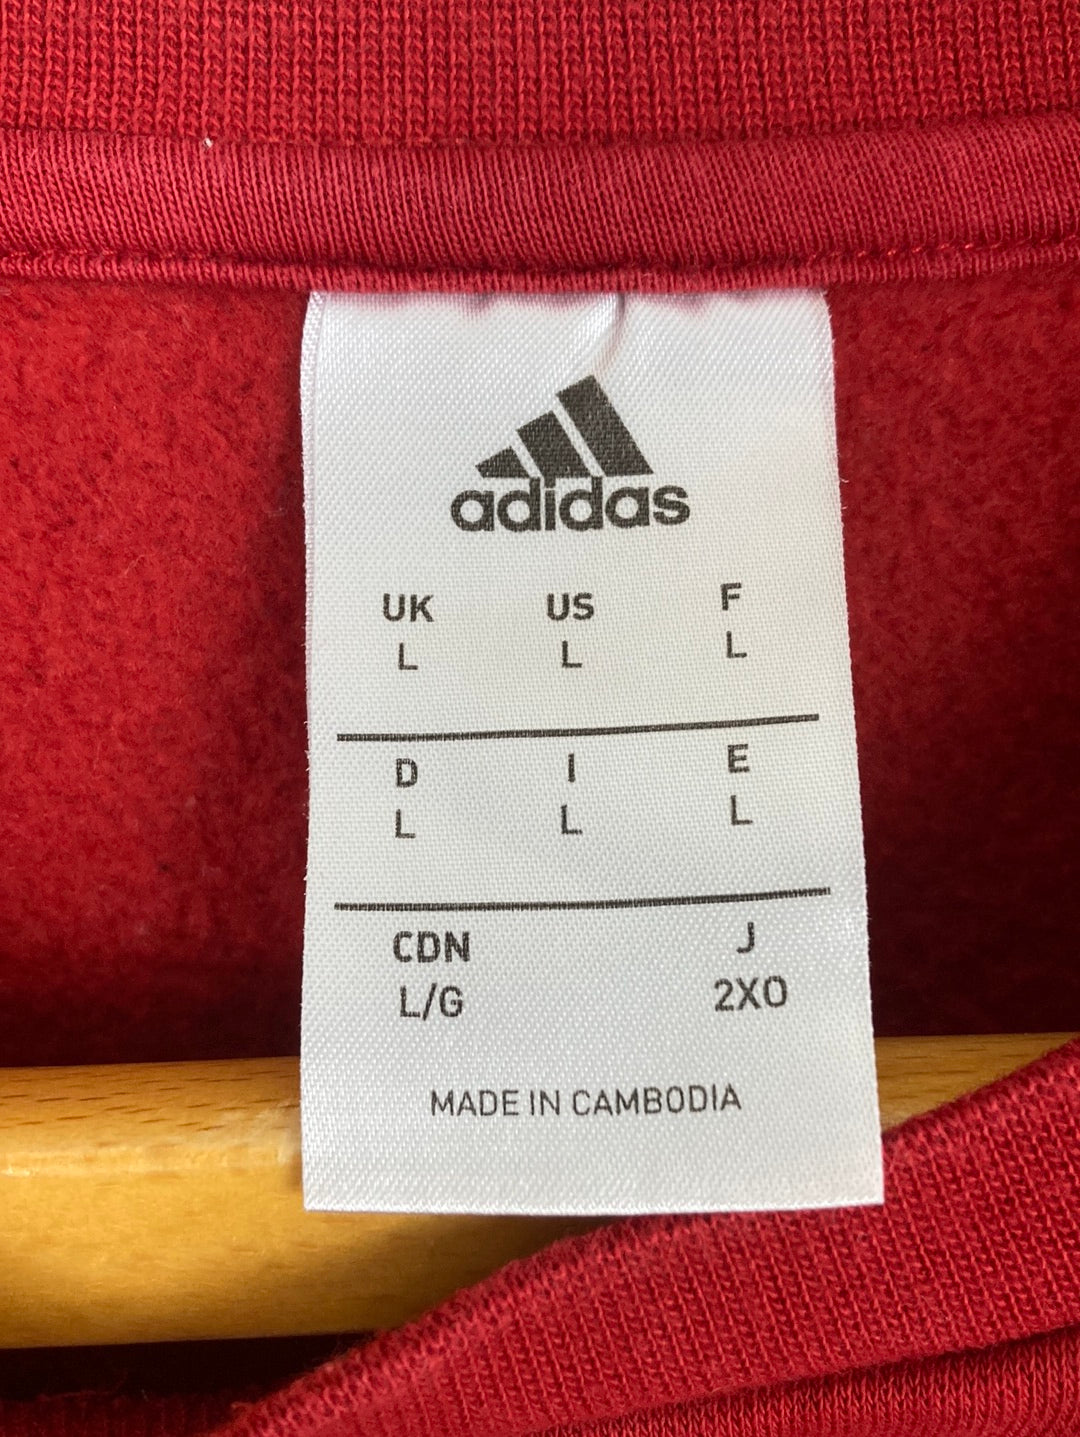 adidas
UK US F
L L L
D I E
L L L
CDN J
L/G 2XO
MADE IN CAMBODIA